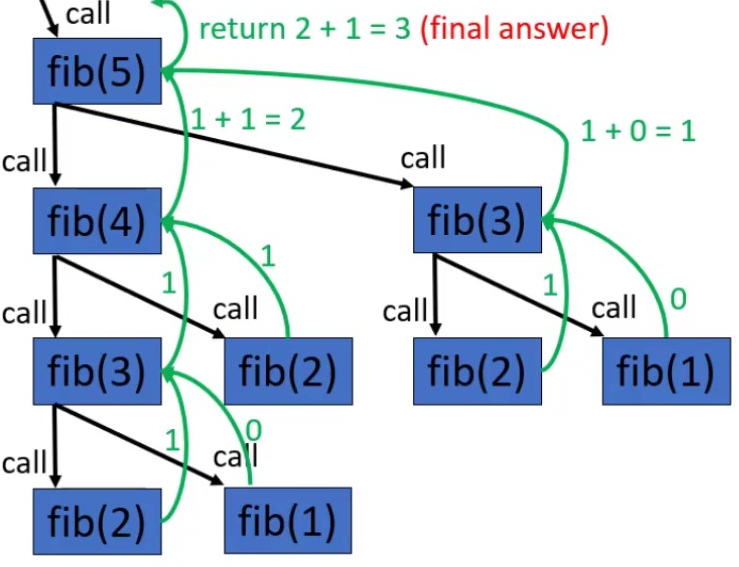 call
return 2 + 1 = 3 (final answer)
fib(5)
1 + 1 = 2
1 + 0 = 1
call
call
fib(4)
fib(3)
1
1
call
call
call
call
1
0
fib(3)
fib(2)
fib(2)
fib(1)
1
0
call
call
fib(2)
fib(1)